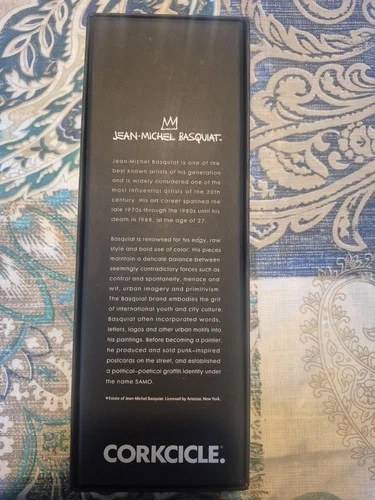 JEAN-MICHEL BASQUIAT™
Jean-Michel Basquiat is one of the
best known artists of his generation
and is widely considered one of the
most influential artists of the 20th
century. His art career spanned the
late 1970s through the 1980s until his
death in 1988, at the age of 27.
Basquiat is renowned for his edgy, raw
style and bold use of color. His pieces
maintain a delicate balance between
seemingly contradictory forces such as
control and spontaneity, menace and
wit, urban imagery and primitivism.
The Basquiat brand embodies the grit
of international youth and city culture.
Basquiat often incorporated words,
letters, logos and other urban motifs into
his paintings. Before becoming a painter,
he produced and sold punk-inspired
postcards on the street, and established
a political-poetical graffiti identity under
the name SAMO.
©Estate of Jean-Michel Basquiat. Licensed by Artestar, New York.
CORKCICLE.